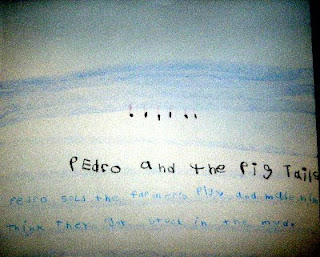 PEdro and the Pig Tails
Pedro sold the farmers Pigs and made him
think they got stuck in the mud.